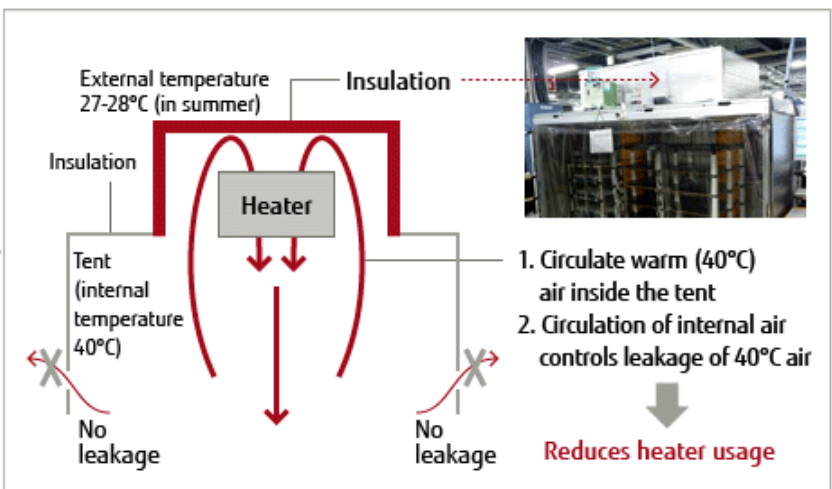 External temperature
27-28°C (in summer)
Insulation
Insulation
Heater
Tent
(internal
temperature
40°C)
1. Circulate warm (40°C)
air inside the tent
2. Circulation of internal air
controls leakage of 40°C air
No
leakage
No
leakage
Reduces heater usage